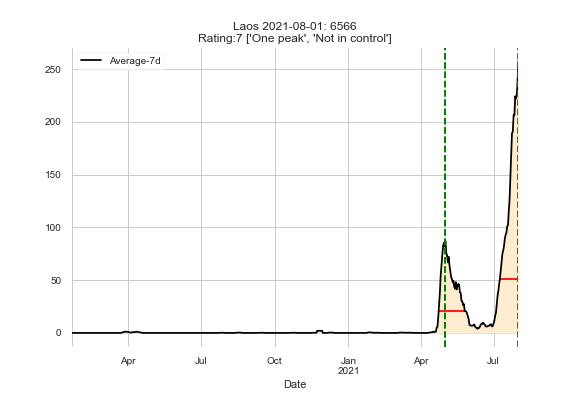 Laos 2021-08-01: 6566
Rating:7 ['One peak', 'Not in control']
Average-7d
250
200
150
100
50
0
Apr Jul Oct Jan Apr Jul
2021
Date